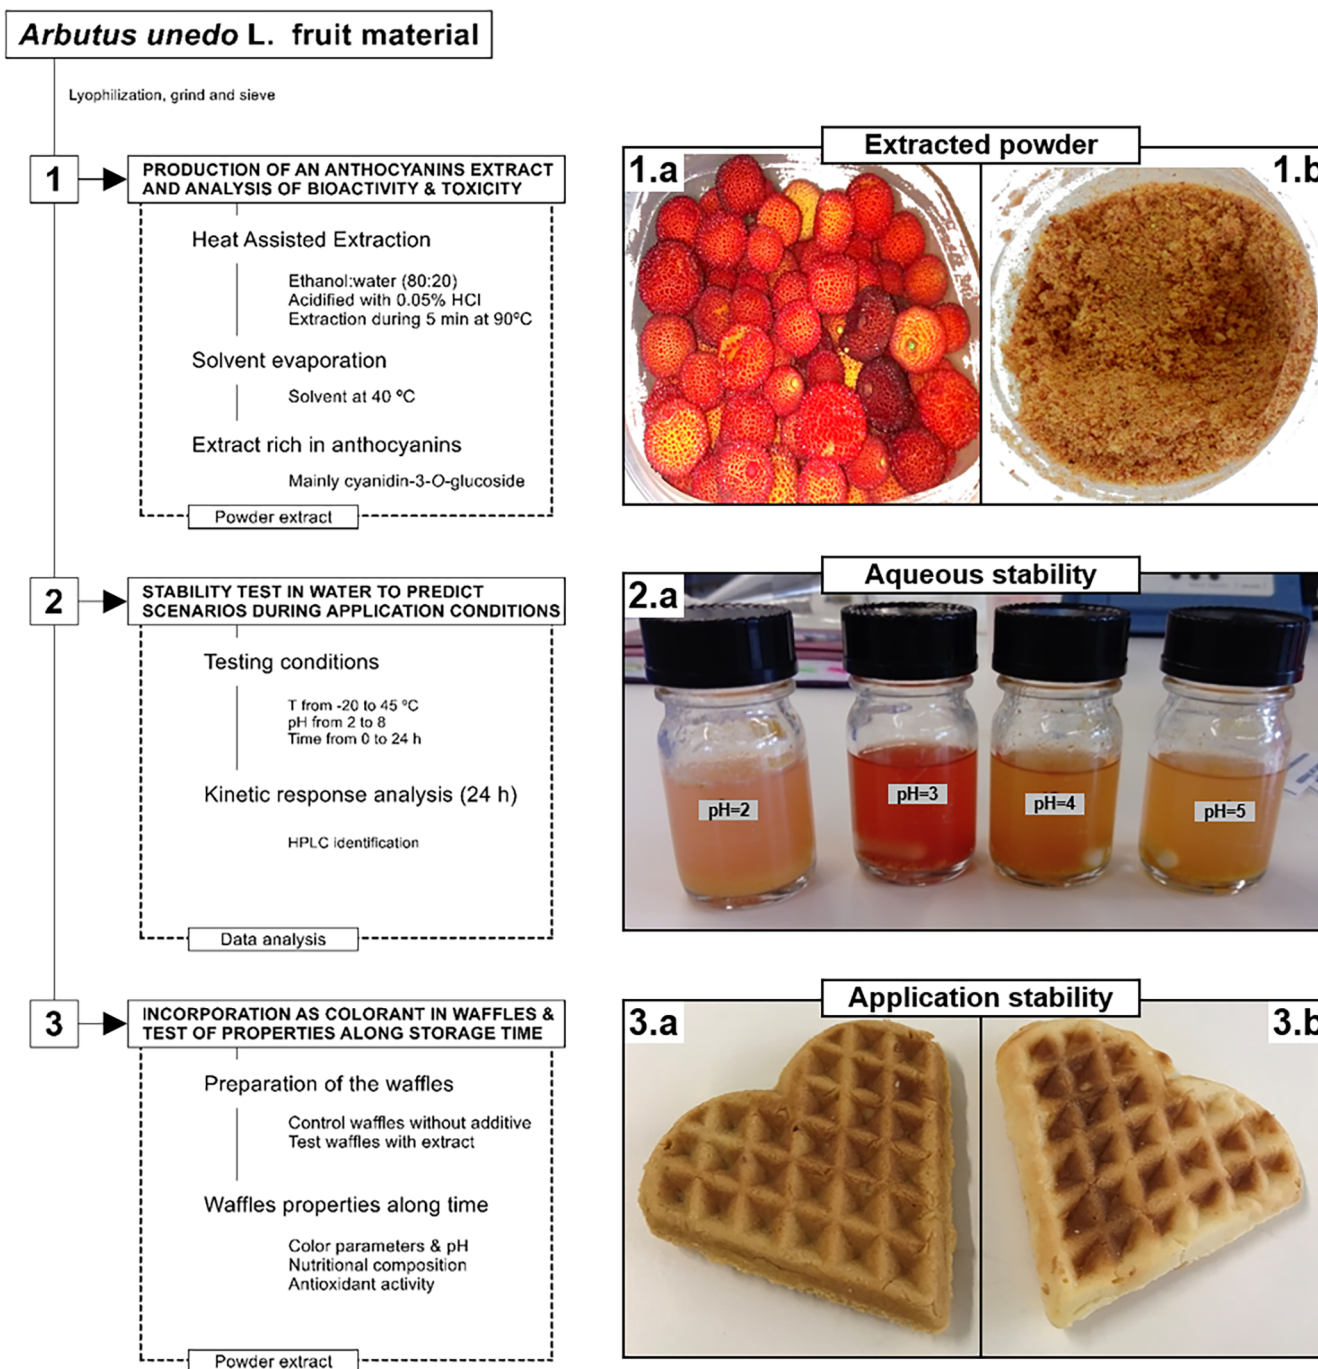 Arbutus unedo L. fruit material
Lyophilization, grind and sieve
1
PRODUCTION OF AN ANTHOCYANINS EXTRACT
AND ANALYSIS OF BIOACTIVITY & TOXICITY
Heat Assisted Extraction
Ethanol:water (80:20)
Acidified with 0.05% HCl
Extraction during 5 min at 90ºC
Solvent evaporation
Solvent at 40 ºC
Extract rich in anthocyanins
Mainly cyanidin-3-O-glucoside
Powder extract
Extracted powder
1.a
1.b
2
STABILITY TEST IN WATER TO PREDICT
SCENARIOS DURING APPLICATION CONDITIONS
Testing conditions
T from -20 to 45 ºC
pH from 2 to 8
Time from 0 to 24 h
Kinetic response analysis (24 h)
HPLC identification
Data analysis
Aqueous stability
2.a
pH=2
pH=3
pH=4
pH=5
3
INCORPORATION AS COLORANT IN WAFFLES &
TEST OF PROPERTIES ALONG STORAGE TIME
Preparation of the waffles
Control waffles without additive
Test waffles with extract
Waffles properties along time
Color parameters & pH
Nutritional composition
Antioxidant activity
Powder extract
Application stability
3.a
3.b